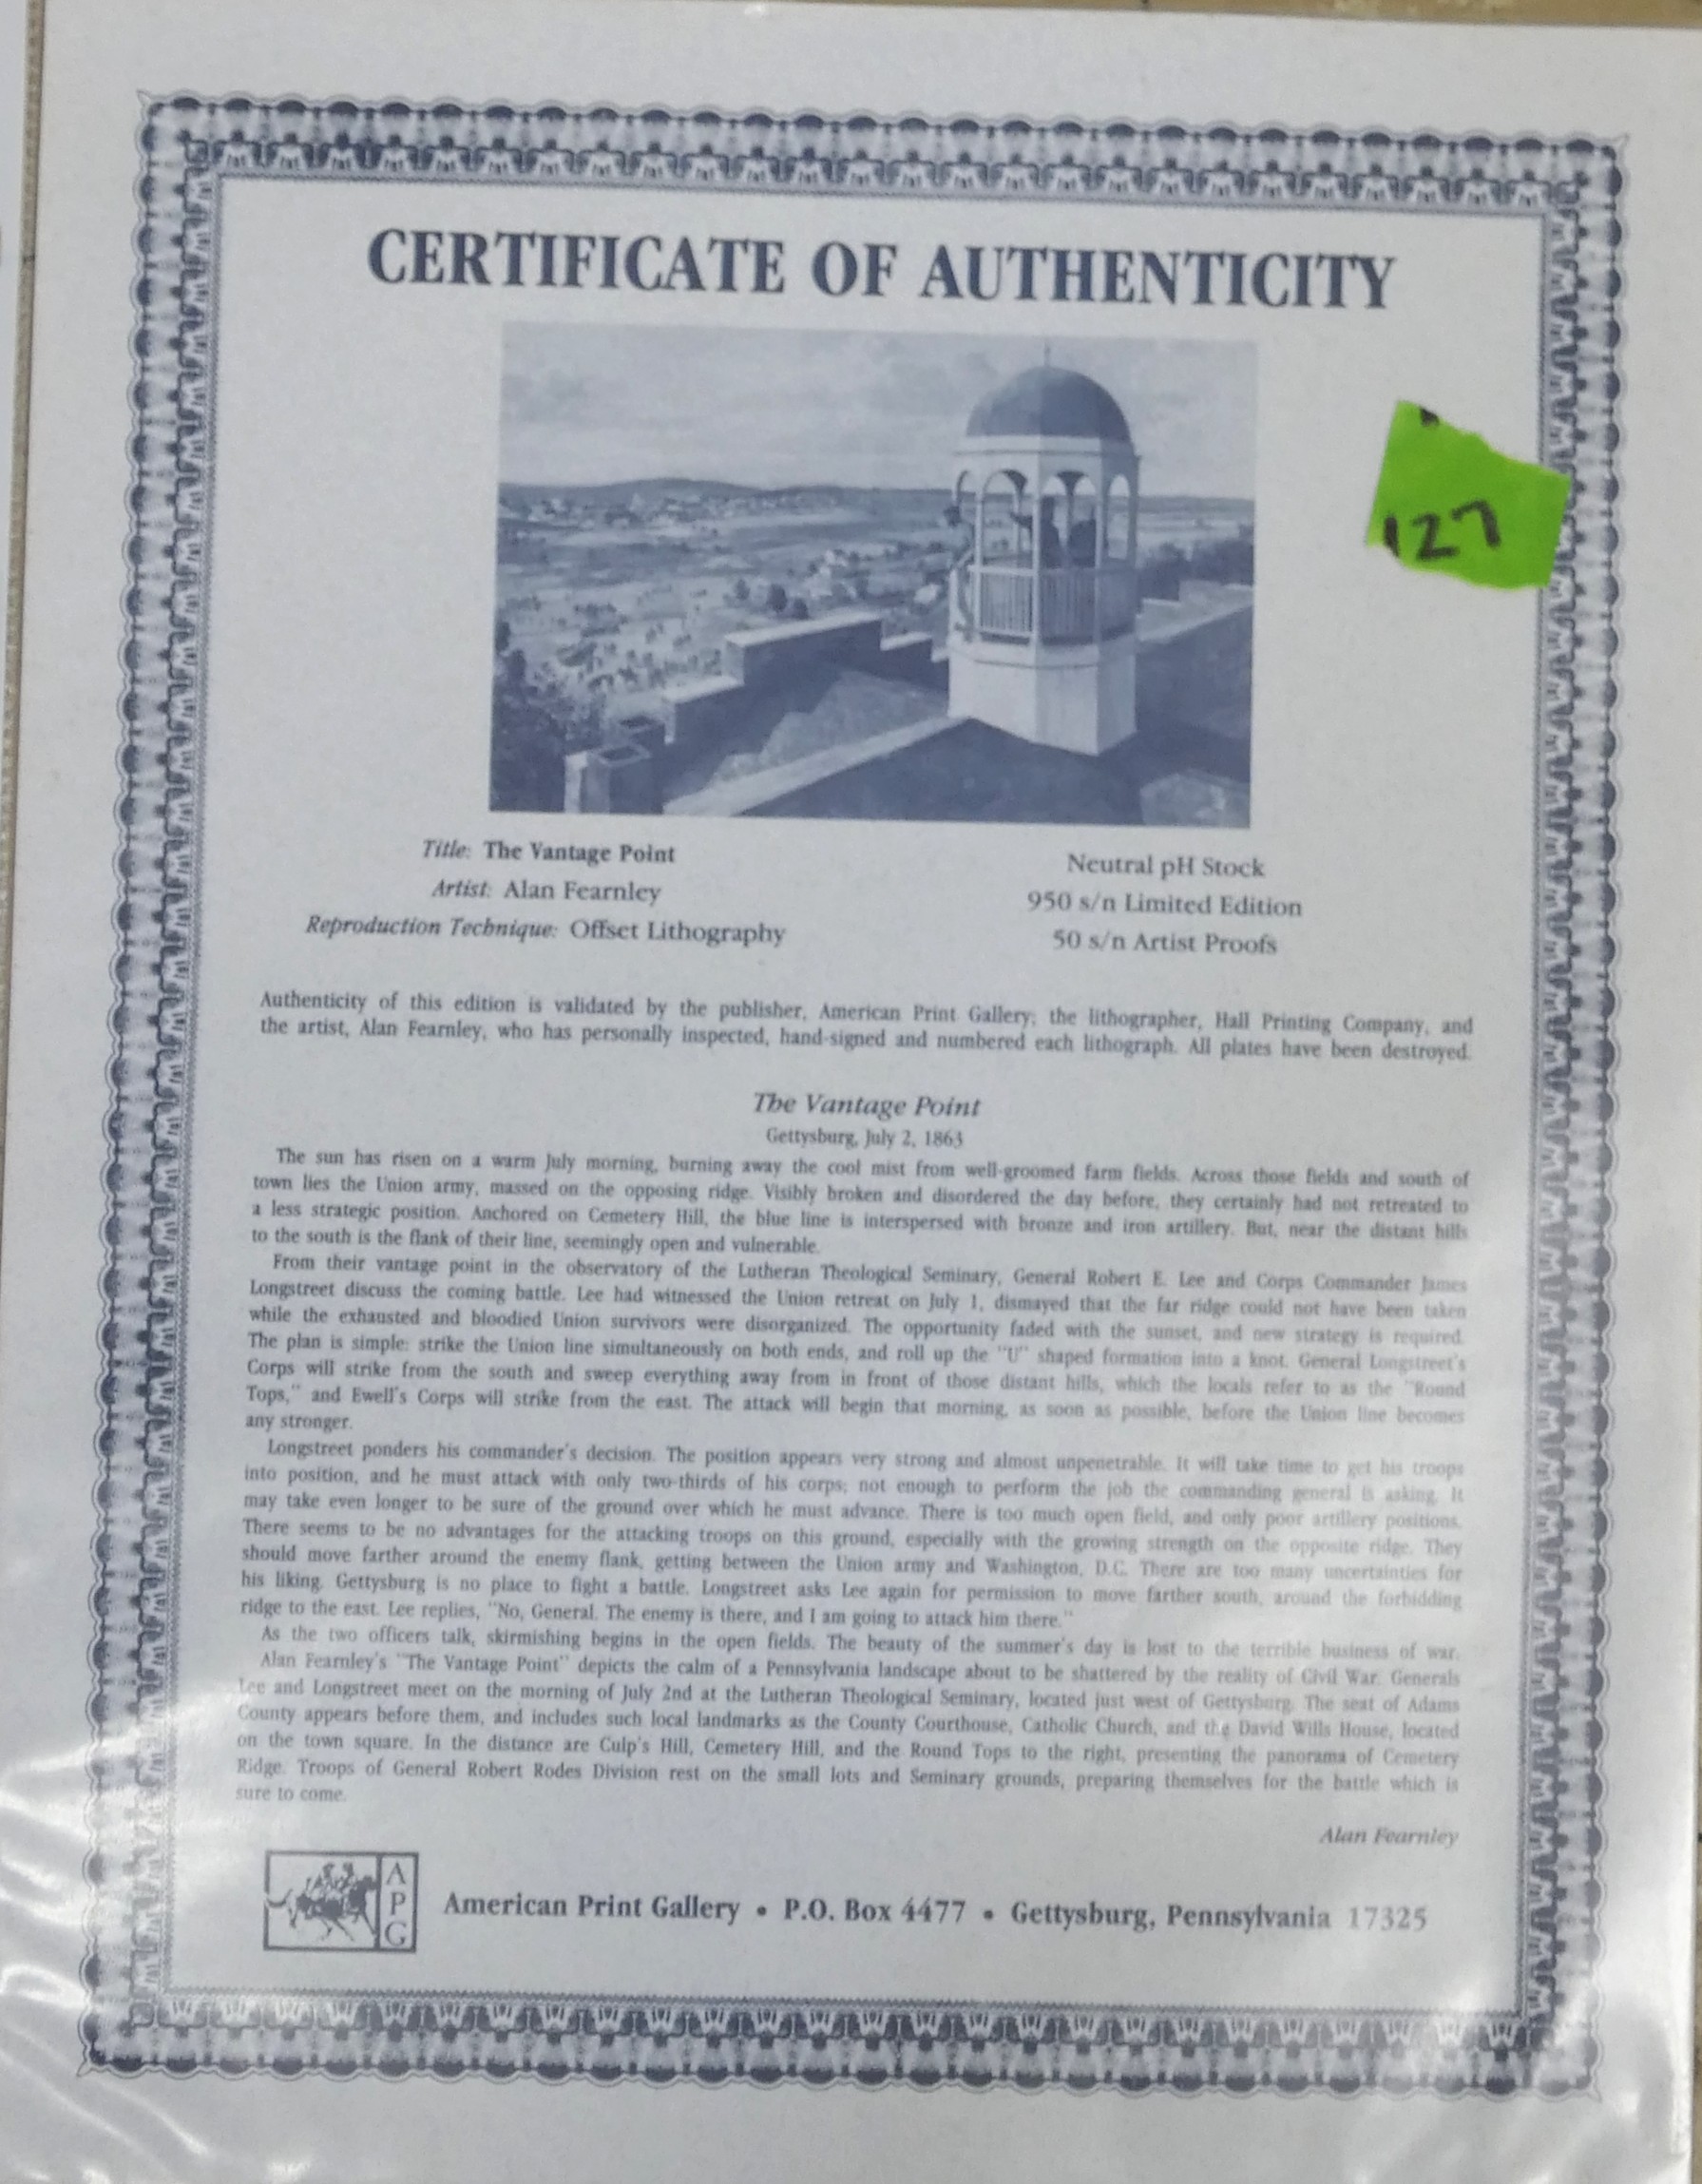 CERTIFICATE OF AUTHENTICITY
127
Title: The Vantage Point
Artist: Alan Fearnley
Reproduction Technique: Offset Lithography
Neutral pH Stock
950 s/n Limited Edition
50 s/n Artist Proofs
Authenticity of this edition is validated by the publisher, American Print Gallery; the lithographer, Hall Printing Company, and
the artist, Alan Fearnley, who has personally inspected, hand-signed and numbered each lithograph. All plates have been destroyed.
The Vantage Point
Gettysburg, July 2, 1863
The sun has risen on a warm July morning, burning away the cool mist from well-groomed farm fields. Across those fields and south of
town lies the Union army, massed on the opposing ridge. Visibly broken and disordered the day before, they certainly had not retreated to
a less strategic position. Anchored on Cemetery Hill, the blue line is interspersed with bronze and iron artillery. But, near the distant hills
to the south is the flank of their line, seemingly open and vulnerable.
From their vantage point in the observatory of the Lutheran Theological Seminary, General Robert E. Lee and Corps Commander James
Longstreet discuss the coming battle. Lee had witnessed the Union retreat on July 1, dismayed that the far ridge could not have been taken
while the exhausted and bloodied Union survivors were disorganized. The opportunity faded with the sunset, and new strategy is required.
The plan is simple: strike the Union line simultaneously on both ends, and roll up the "U" shaped formation into a knot. General Longstreet's
Corps will strike from the south and sweep everything away from in front of those distant hills, which the locals refer to as the "Round
Tops," and Ewell's Corps will strike from the east. The attack will begin that morning, as soon as possible, before the Union line becomes
any stronger.
Longstreet ponders his commander's decision. The position appears very strong and almost unpenetrable. It will take time to get his troops
into position, and he must attack with only two-thirds of his corps; not enough to perform the job the commanding general is asking. It
may take even longer to be sure of the ground over which he must advance. There is too much open field, and only poor artillery positions.
There seems to be no advantages for the attacking troops on this ground, especially with the growing strength on the opposite ridge. They
should move farther around the enemy flank, getting between the Union army and Washington, D.C. There are too many uncertainties for
his liking. Gettysburg is no place to fight a battle. Longstreet asks Lee again for permission to move farther south, around the forbidding
ridge to the east. Lee replies, "No, General. The enemy is there, and I am going to attack him there."
As the two officers talk, skirmishing begins in the open fields. The beauty of the summer's day is lost to the terrible business of war.
Alan Fearnley's "The Vantage Point" depicts the calm of a Pennsylvania landscape about to be shattered by the reality of Civil War. Generals
Lee and Longstreet meet on the morning of July 2nd at the Lutheran Theological Seminary, located just west of Gettysburg. The seat of Adams
County appears before them, and includes such local landmarks as the County Courthouse, Catholic Church, and the David Wills House, located
on the town square. In the distance are Culp's Hill, Cemetery Hill, and the Round Tops to the right, presenting the panorama of Cemetery
Ridge. Troops of General Robert Rodes Division rest on the small lots and Seminary grounds, preparing themselves for the battle which is
sure to come.
Alan Fearnley
APG
American Print Gallery • P.O. Box 4477 • Gettysburg, Pennsylvania 17325